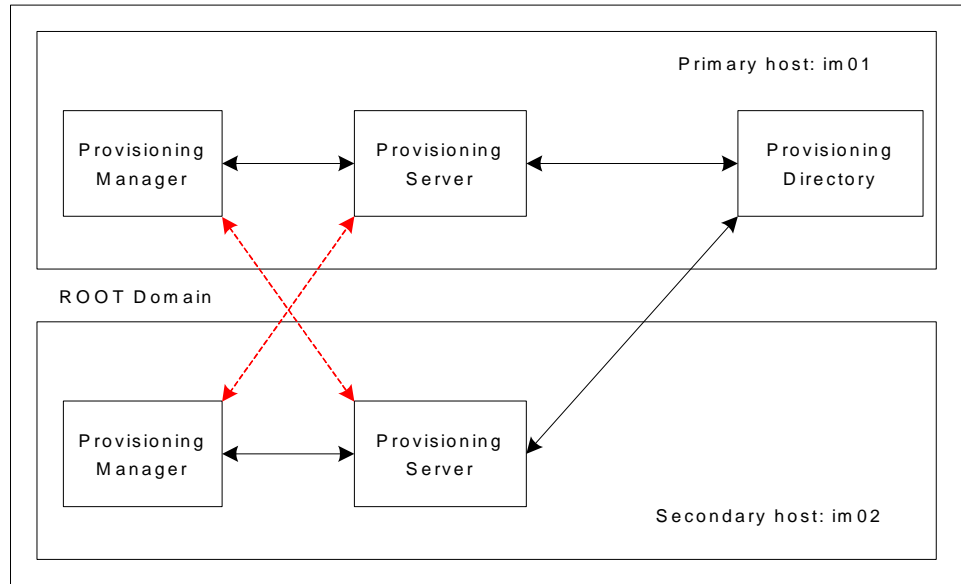 Primary host: im01
Provisioning
Manager
Provisioning
Server
Provisioning
Directory
ROOT Domain
Provisioning
Manager
Provisioning
Server
Secondary host: im02